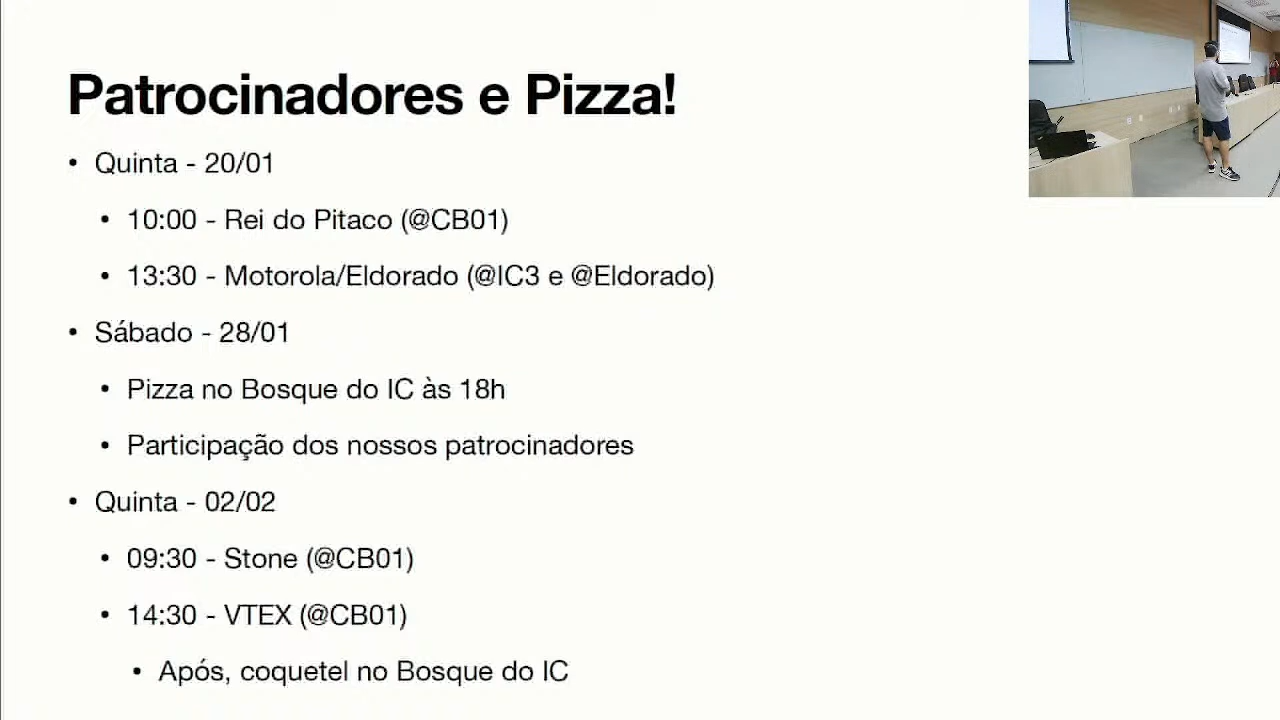 Patrocinadores e Pizza!
• Quinta - 20/01
• 10:00 - Rei do Pitaco (@CB01)
• 13:30 - Motorola/Eldorado (@IC3 e @Eldorado)
• Sábado - 28/01
• Pizza no Bosque do IC às 18h
• Participação dos nossos patrocinadores
• Quinta - 02/02
• 09:30 - Stone (@CB01)
• 14:30 - VTEX (@CB01)
• Após, coquetel no Bosque do IC